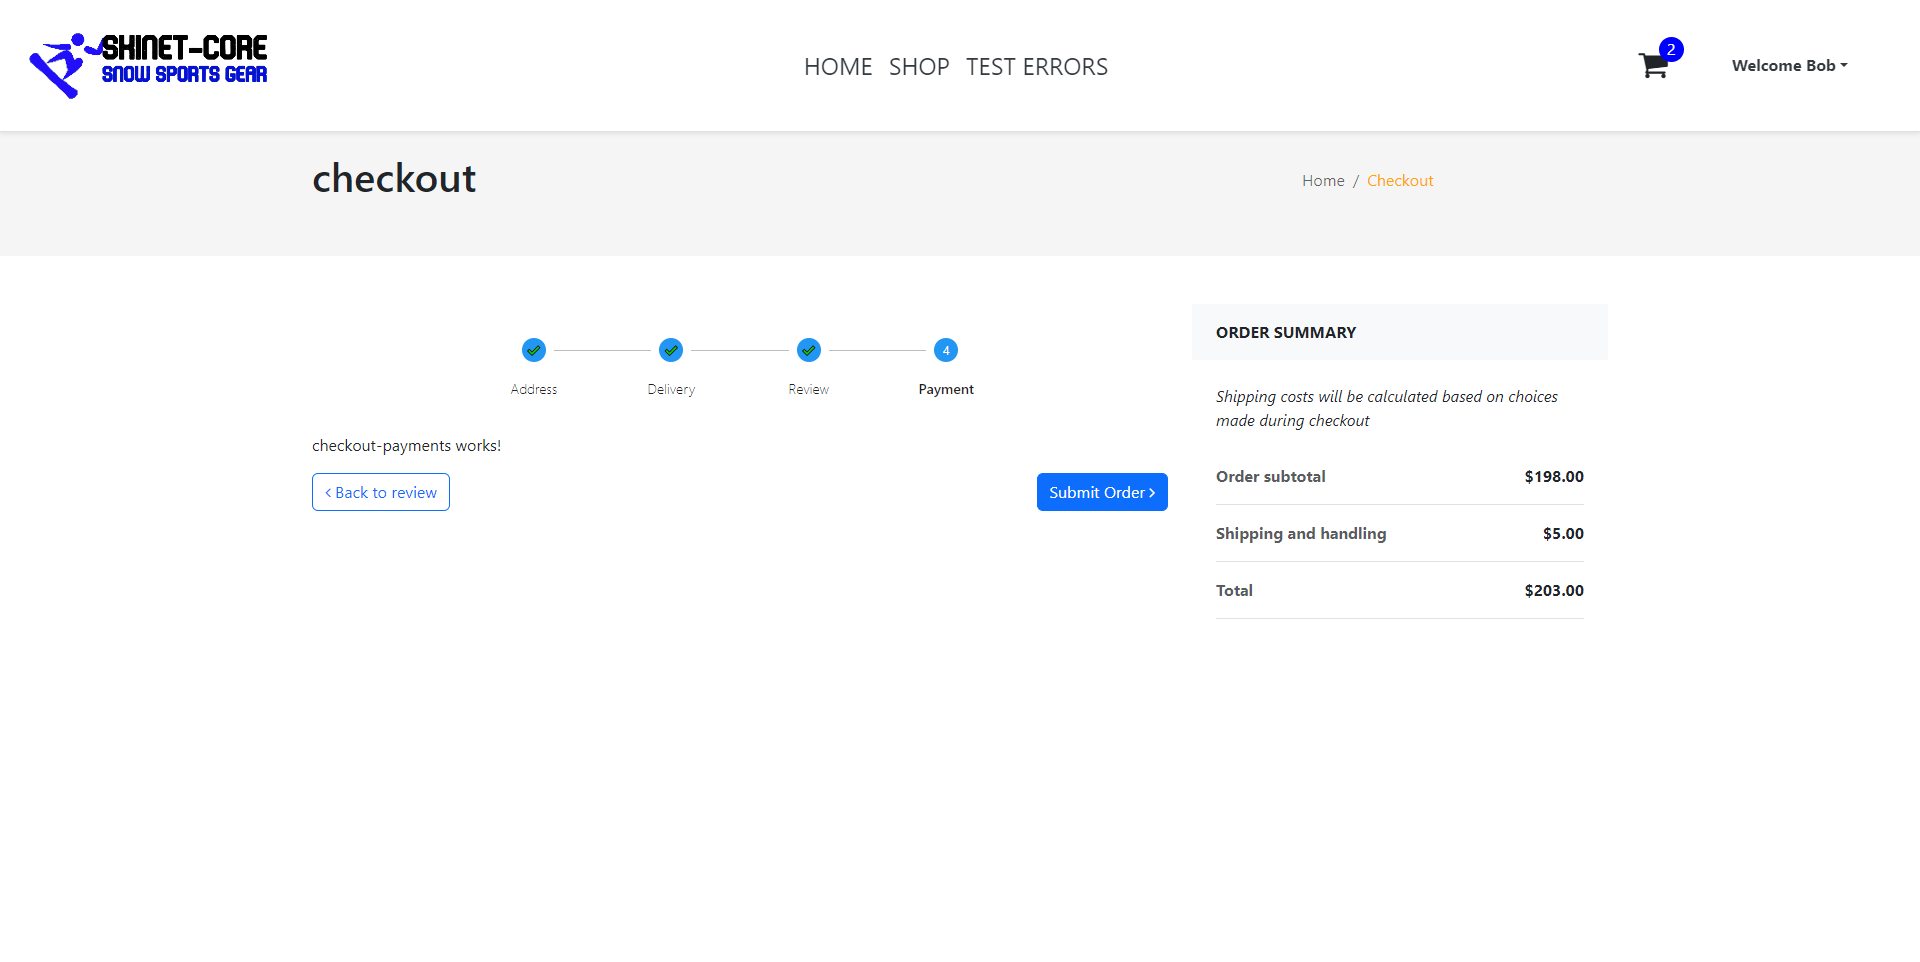 SKINET-CORE
SNOW SPORTS GEAR
HOME SHOP TEST ERRORS
2
Welcome Bob
checkout
Home / Checkout
4
Address Delivery Review Payment
checkout-payments works!
Back to review
Submit Order
ORDER SUMMARY
Shipping costs will be calculated based on choices
made during checkout
Order subtotal $198.00
Shipping and handling $5.00
Total $203.00